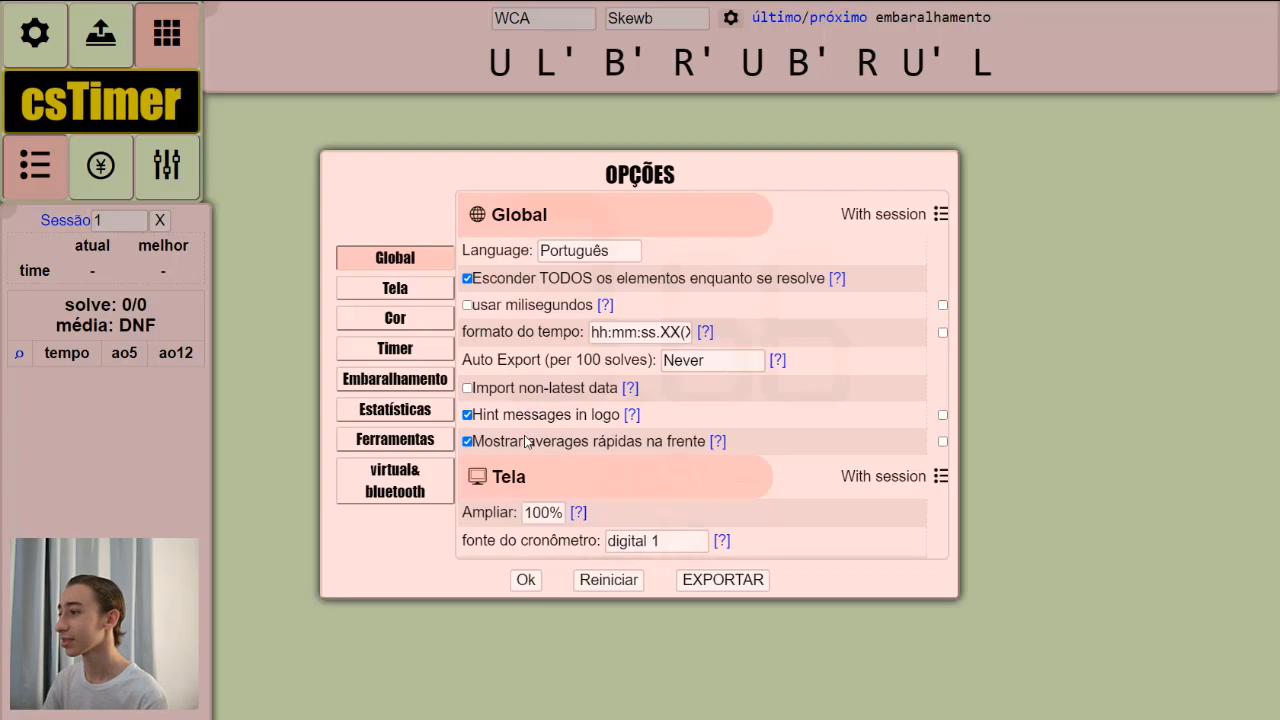 WCA Skewb último/próximo embaralhamento
U L' B' R' U B' R U' L
csTimer
Sessão 1 X
atual melhor
time - -
solve: 0/0
média: DNF
tempo ao5 ao12
OPÇÕES
Global
Tela
Cor
Timer
Embaralhamento
Estatísticas
Ferramentas
virtual&
bluetooth
Global With session
Language: Português
Esconder TODOS os elementos enquanto se resolve [?]
usar milisegundos [?]
formato do tempo: hh:mm:ss.XX(X [?]
Auto Export (per 100 solves): Never [?]
Import non-latest data [?]
Hint messages in logo [?]
Mostrar averages rápidas na frente [?]
Tela With session
Ampliar: 100% [?]
fonte do cronômetro: digital 1 [?]
Ok Reiniciar EXPORTAR